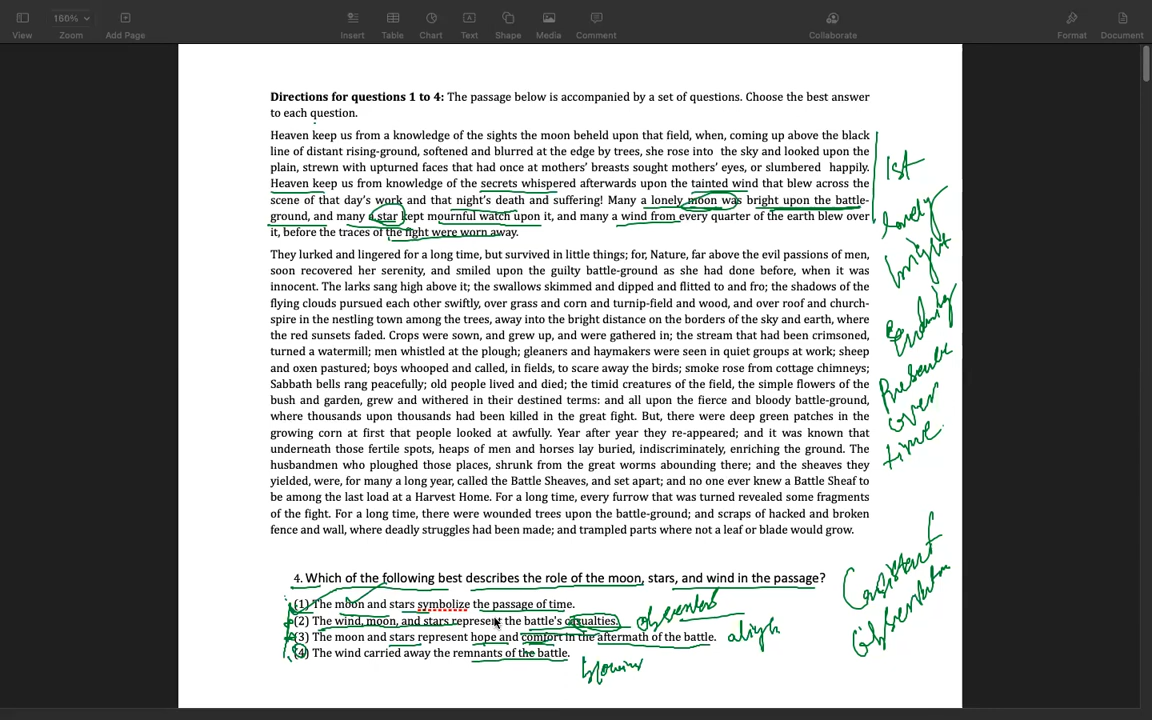 160%
View Zoom Add Page Insert Table Chart Text Shape Media Comment Collaborate Format Document
Directions for questions 1 to 4: The passage below is accompanied by a set of questions. Choose the best answer
to each question.
Heaven keep us from a knowledge of the sights the moon beheld upon that field, when, coming up above the black
line of distant rising-ground, softened and blurred at the edge by trees, she rose into the sky and looked upon the
plain, strewn with upturned faces that had once at mothers' breasts sought mothers' eyes, or slumbered happily.
Heaven keep us from knowledge of the secrets whispered afterwards upon the tainted wind that blew across the
scene of that day's work and that night's death and suffering! Many a lonely moon was bright upon the battle-
ground, and many a star kept mournful watch upon it, and many a wind from every quarter of the earth blew over
it, before the traces of the fight were worn away.
They lurked and lingered for a long time, but survived in little things; for, Nature, far above the evil passions of men,
soon recovered her serenity, and smiled upon the guilty battle-ground as she had done before, when it was
innocent. The larks sang high above it; the swallows skimmed and dipped and flitted to and fro; the shadows of the
flying clouds pursued each other swiftly, over grass and corn and turnip-field and wood, and over roof and church-
spire in the nestling town among the trees, away into the bright distance on the borders of the sky and earth, where
the red sunsets faded. Crops were sown, and grew up, and were gathered in; the stream that had been crimsoned,
turned a watermill; men whistled at the plough; gleaners and haymakers were seen in quiet groups at work; sheep
and oxen pastured; boys whooped and called, in fields, to scare away the birds; smoke rose from cottage chimneys;
Sabbath bells rang peacefully; old people lived and died; the timid creatures of the field, the simple flowers of the
bush and garden, grew and withered in their destined terms: and all upon the fierce and bloody battle-ground,
where thousands upon thousands had been killed in the great fight. But, there were deep green patches in the
growing corn at first that people looked at awfully. Year after year they re-appeared; and it was known that
underneath those fertile spots, heaps of men and horses lay buried, indiscriminately, enriching the ground. The
husbandmen who ploughed those places, shrunk from the great worms abounding there; and the sheaves they
yielded, were, for many a long year, called the Battle Sheaves, and set apart; and no one ever knew a Battle Sheaf to
be among the last load at a Harvest Home. For a long time, every furrow that was turned revealed some fragments
of the fight. For a long time, there were wounded trees upon the battle-ground; and scraps of hacked and broken
fence and wall, where deadly struggles had been made; and trampled parts where not a leaf or blade would grow.
1st
lonely
bright
Enduring
Presence
over
time.
4. Which of the following best describes the role of the moon, stars, and wind in the passage?
(1) The moon and stars symbolize the passage of time.
(2) The wind, moon, and stars represent the battle's casualties.
(3) The moon and stars represent hope and comfort in the aftermath of the battle. align
(4) The wind carried away the remnants of the battle.
blowing
Consistent
observation